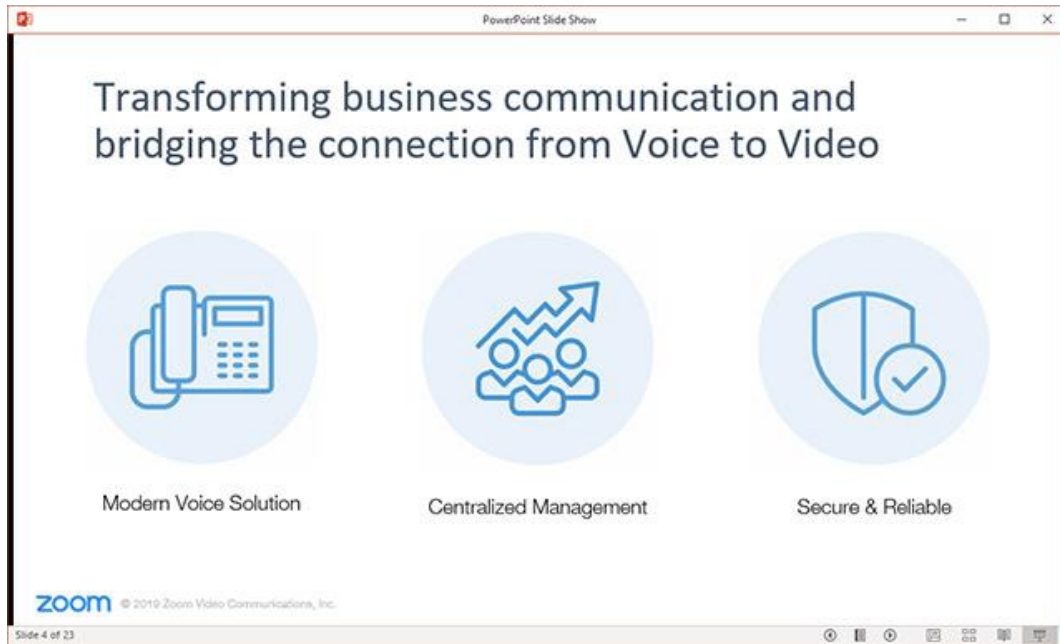 PowerPoint Slide Show
Transforming business communication and
bridging the connection from Voice to Video
Modern Voice Solution
Centralized Management
Secure & Reliable
zoom © 2019 Zoom Video Communications, Inc.
Slide 4 of 23